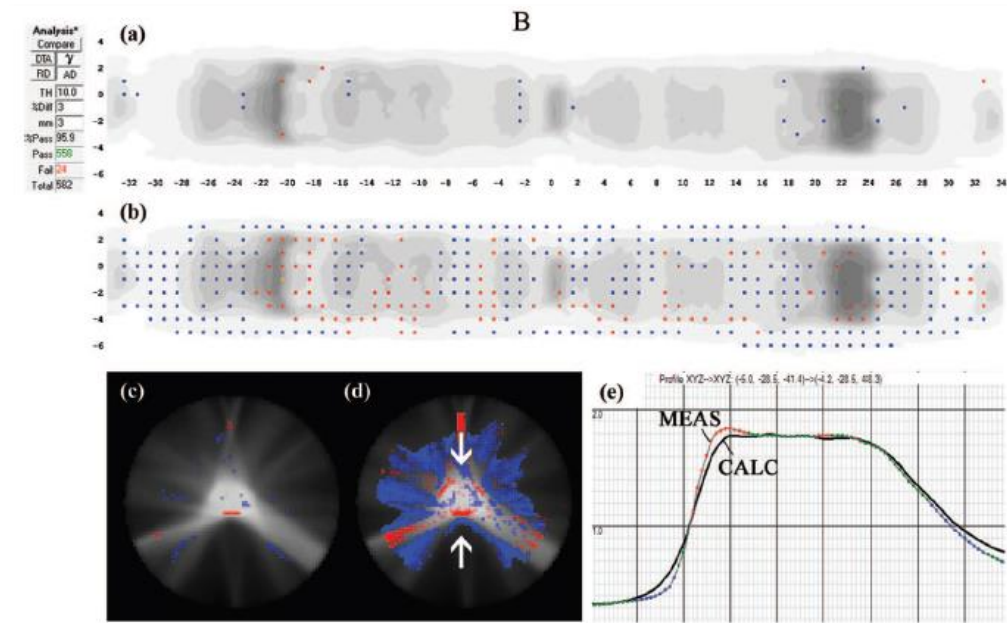 B
Analysis*
Compare
DTA γ
RID AD
TH 10.0
%Diff 3
mm 3
%Pass 95.9
Pass 558
Fail 24
Total 582
(a)
4
2
0
-2
-4
-6
-32 -30 -28 -26 -24 -22 -20 -18 -16 -14 -12 -10 -8 -6 -4 -2 0 2 4 6 8 10 12 14 16 18 20 22 24 26 28 30 32 34
(b)
4
2
0
-2
-4
-6
(c)
(d)
(e)
Profile XYZ-->XYZ: (-5.0, -28.5, -41.4)-->(-4.2, -28.5, 48.3)
2.0
MEAS
CALC
1.0